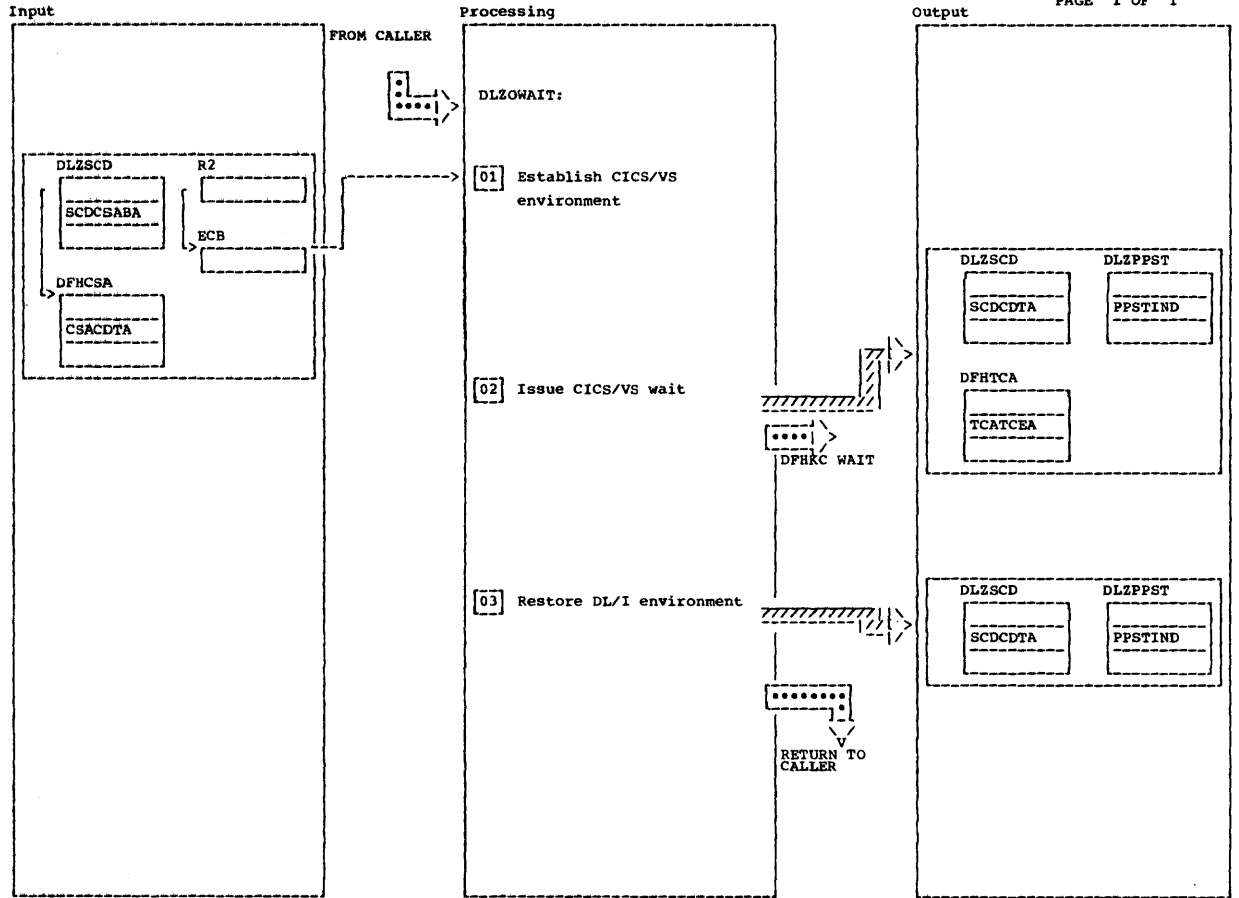 PAGE 1 OF 1
Input
Processing
Output
FROM CALLER
DLZOWAIT:
DLZSCD
R2
SCDCSABA
ECB
DFHCSA
CSACDTA
01 Establish CICS/VS
environment
DLZSCD
DLZPPST
SCDCDTA
PPSTIND
DFHTCA
TCATCEA
02 Issue CICS/VS wait
DFHKC WAIT
03 Restore DL/I environment
DLZSCD
DLZPPST
SCDCDTA
PPSTIND
RETURN TO
CALLER